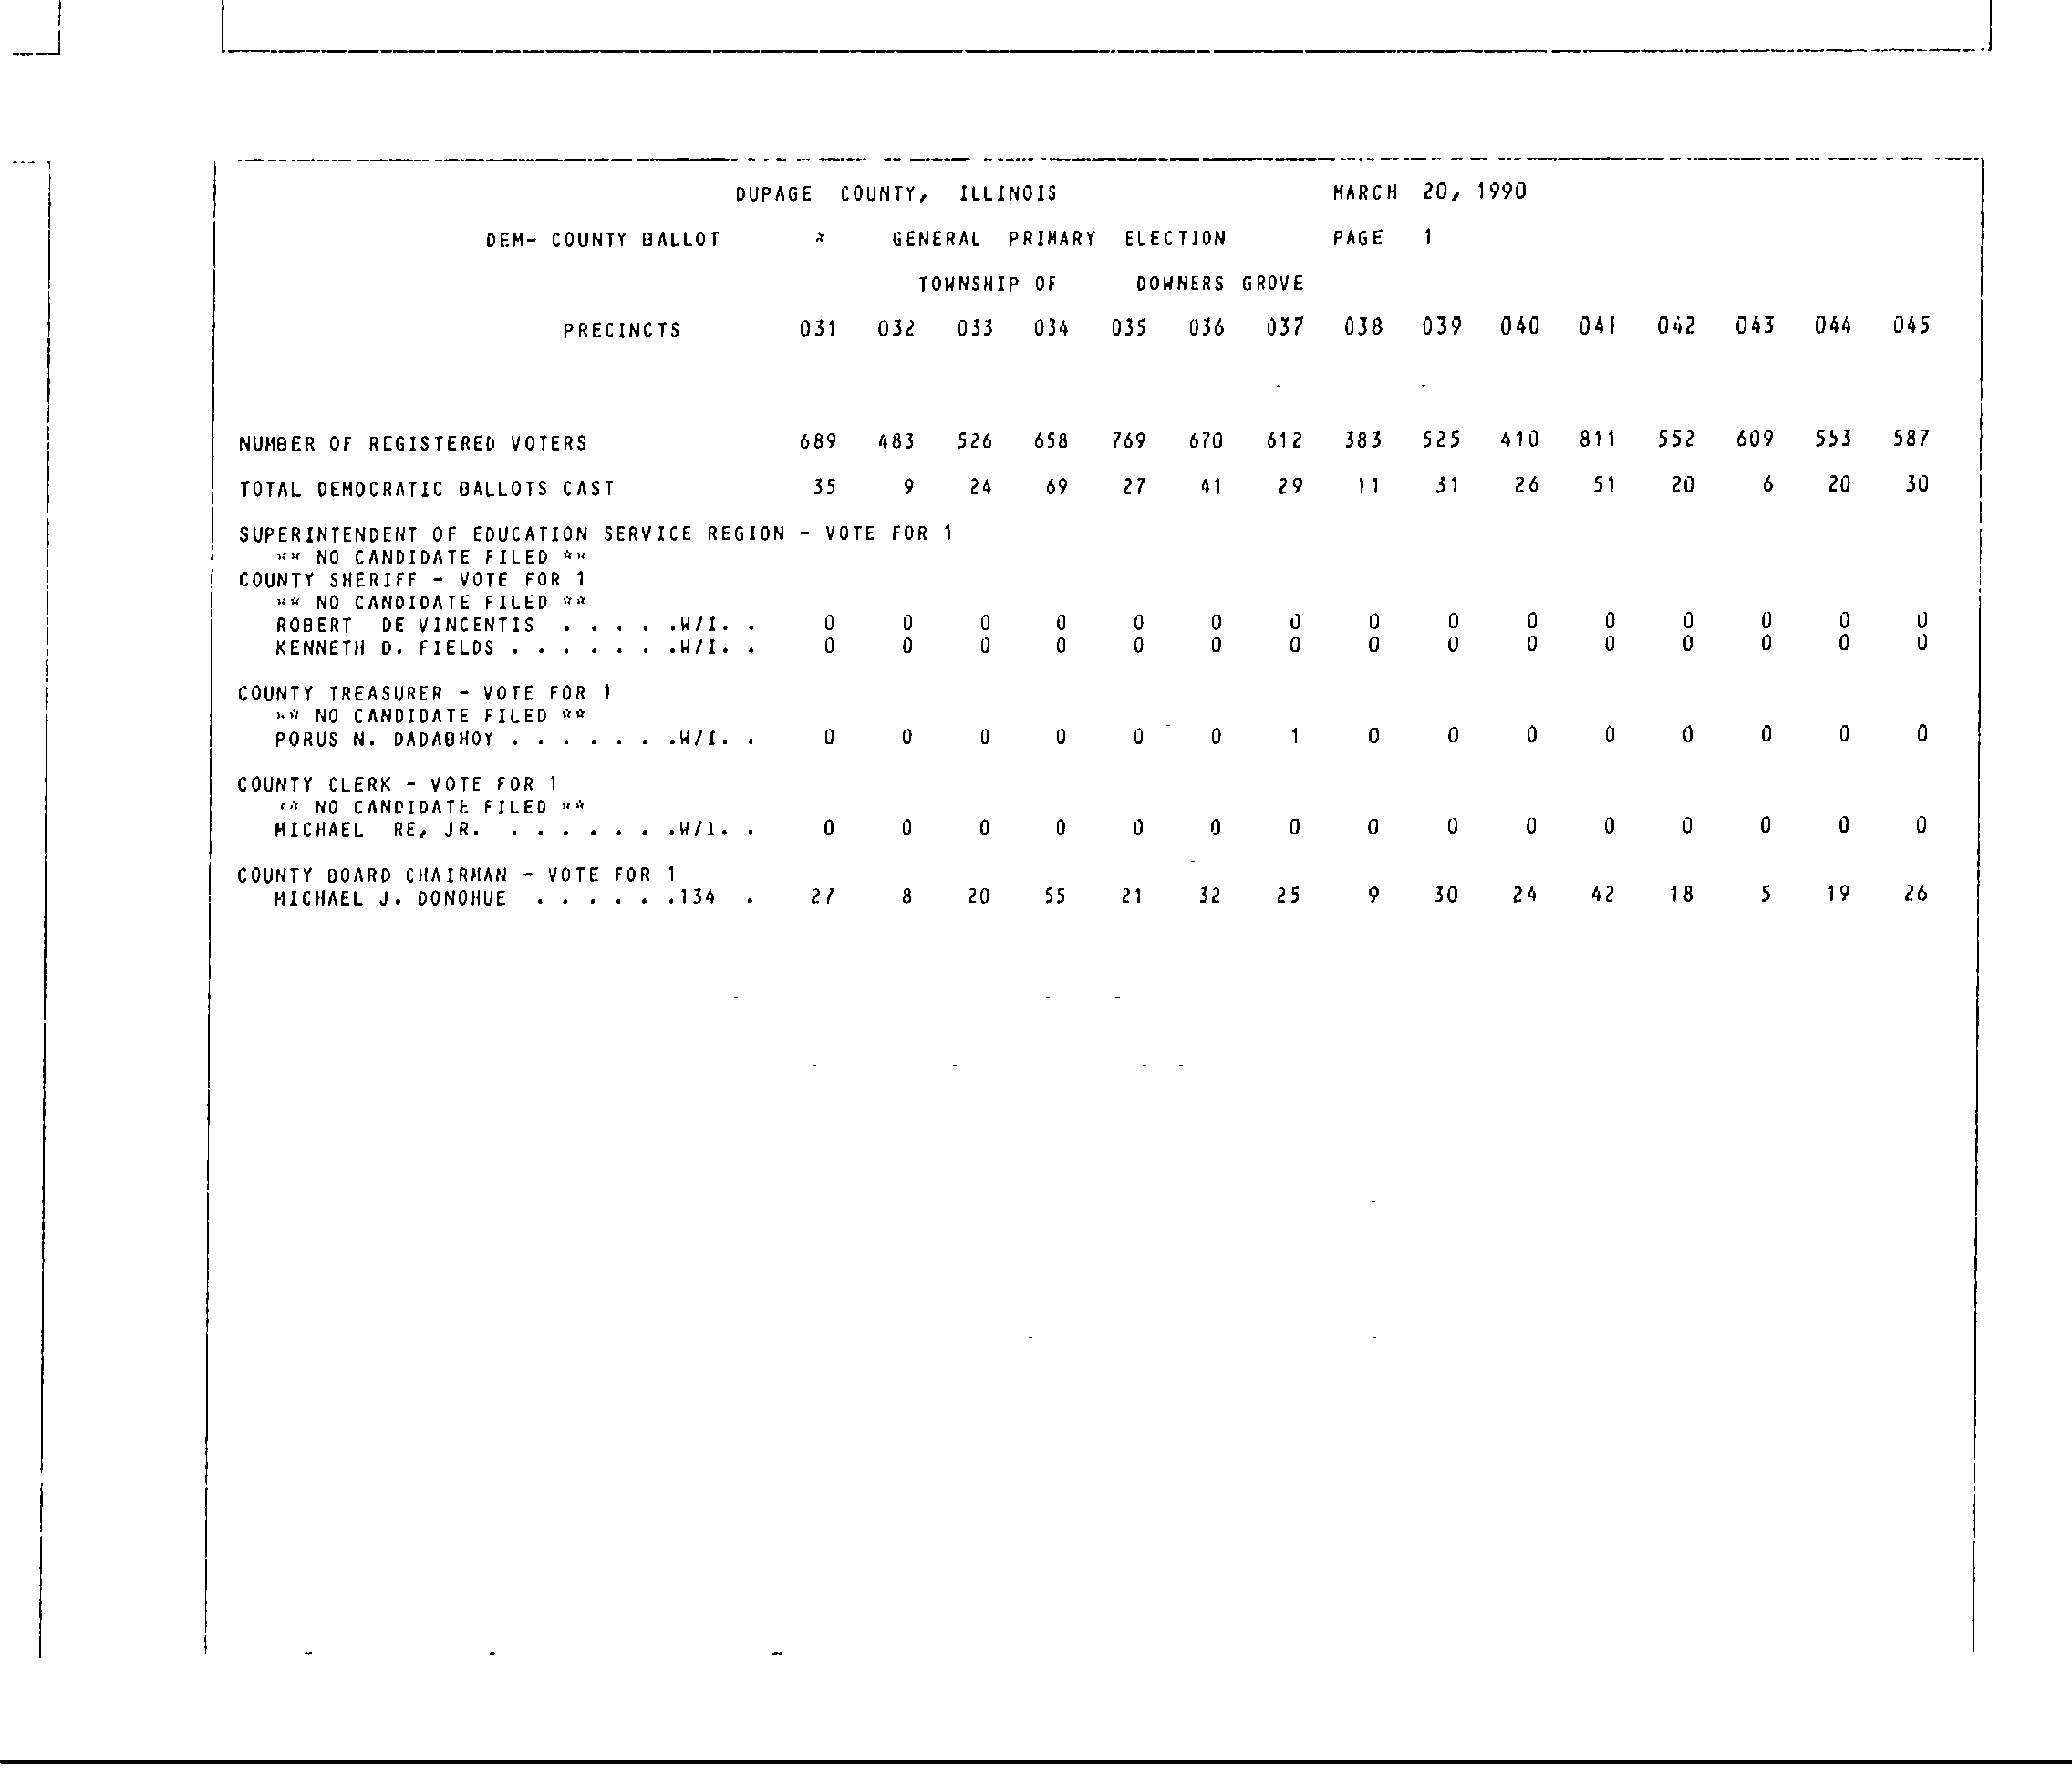 DUPAGE COUNTY, ILLINOIS MARCH 20, 1990
DEM- COUNTY BALLOT * GENERAL PRIMARY ELECTION PAGE 1
TOWNSHIP OF DOWNERS GROVE
PRECINCTS 031 032 033 034 035 036 037 038 039 040 041 042 043 044 045
NUMBER OF REGISTERED VOTERS 689 483 526 658 769 670 612 383 525 410 811 552 609 553 587
TOTAL DEMOCRATIC BALLOTS CAST 35 9 24 69 27 41 29 11 31 26 51 20 6 20 30
SUPERINTENDENT OF EDUCATION SERVICE REGION - VOTE FOR 1
** NO CANDIDATE FILED **
COUNTY SHERIFF - VOTE FOR 1
** NO CANDIDATE FILED **
ROBERT DE VINCENTIS . . . . .W/I. . 0 0 0 0 0 0 0 0 0 0 0 0 0 0 0
KENNETH D. FIELDS . . . . . . .W/I. . 0 0 0 0 0 0 0 0 0 0 0 0 0 0 0
COUNTY TREASURER - VOTE FOR 1
** NO CANDIDATE FILED **
PORUS N. DADABHOY . . . . . . .W/I. . 0 0 0 0 0 0 1 0 0 0 0 0 0 0 0
COUNTY CLERK - VOTE FOR 1
** NO CANDIDATE FILED **
MICHAEL RE, JR. . . . . . . .W/I. . 0 0 0 0 0 0 0 0 0 0 0 0 0 0 0
COUNTY BOARD CHAIRMAN - VOTE FOR 1
MICHAEL J. DONOHUE . . . . . .134 . 27 8 20 55 21 32 25 9 30 24 42 18 5 19 26